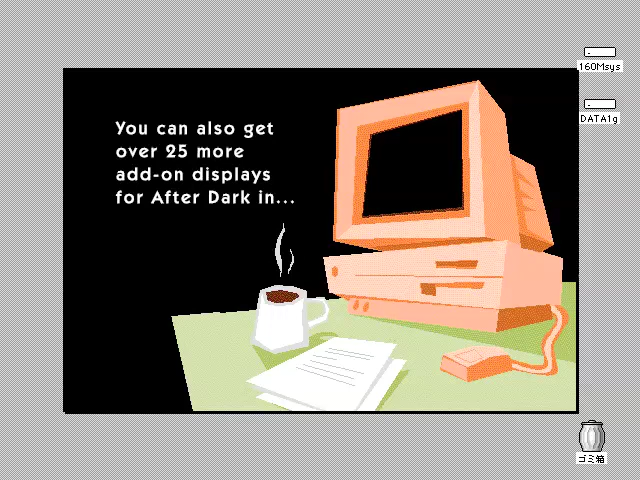 You can also get
over 25 more
add-on displays
for After Dark in...
160Msys
DATA1g
ゴミ箱